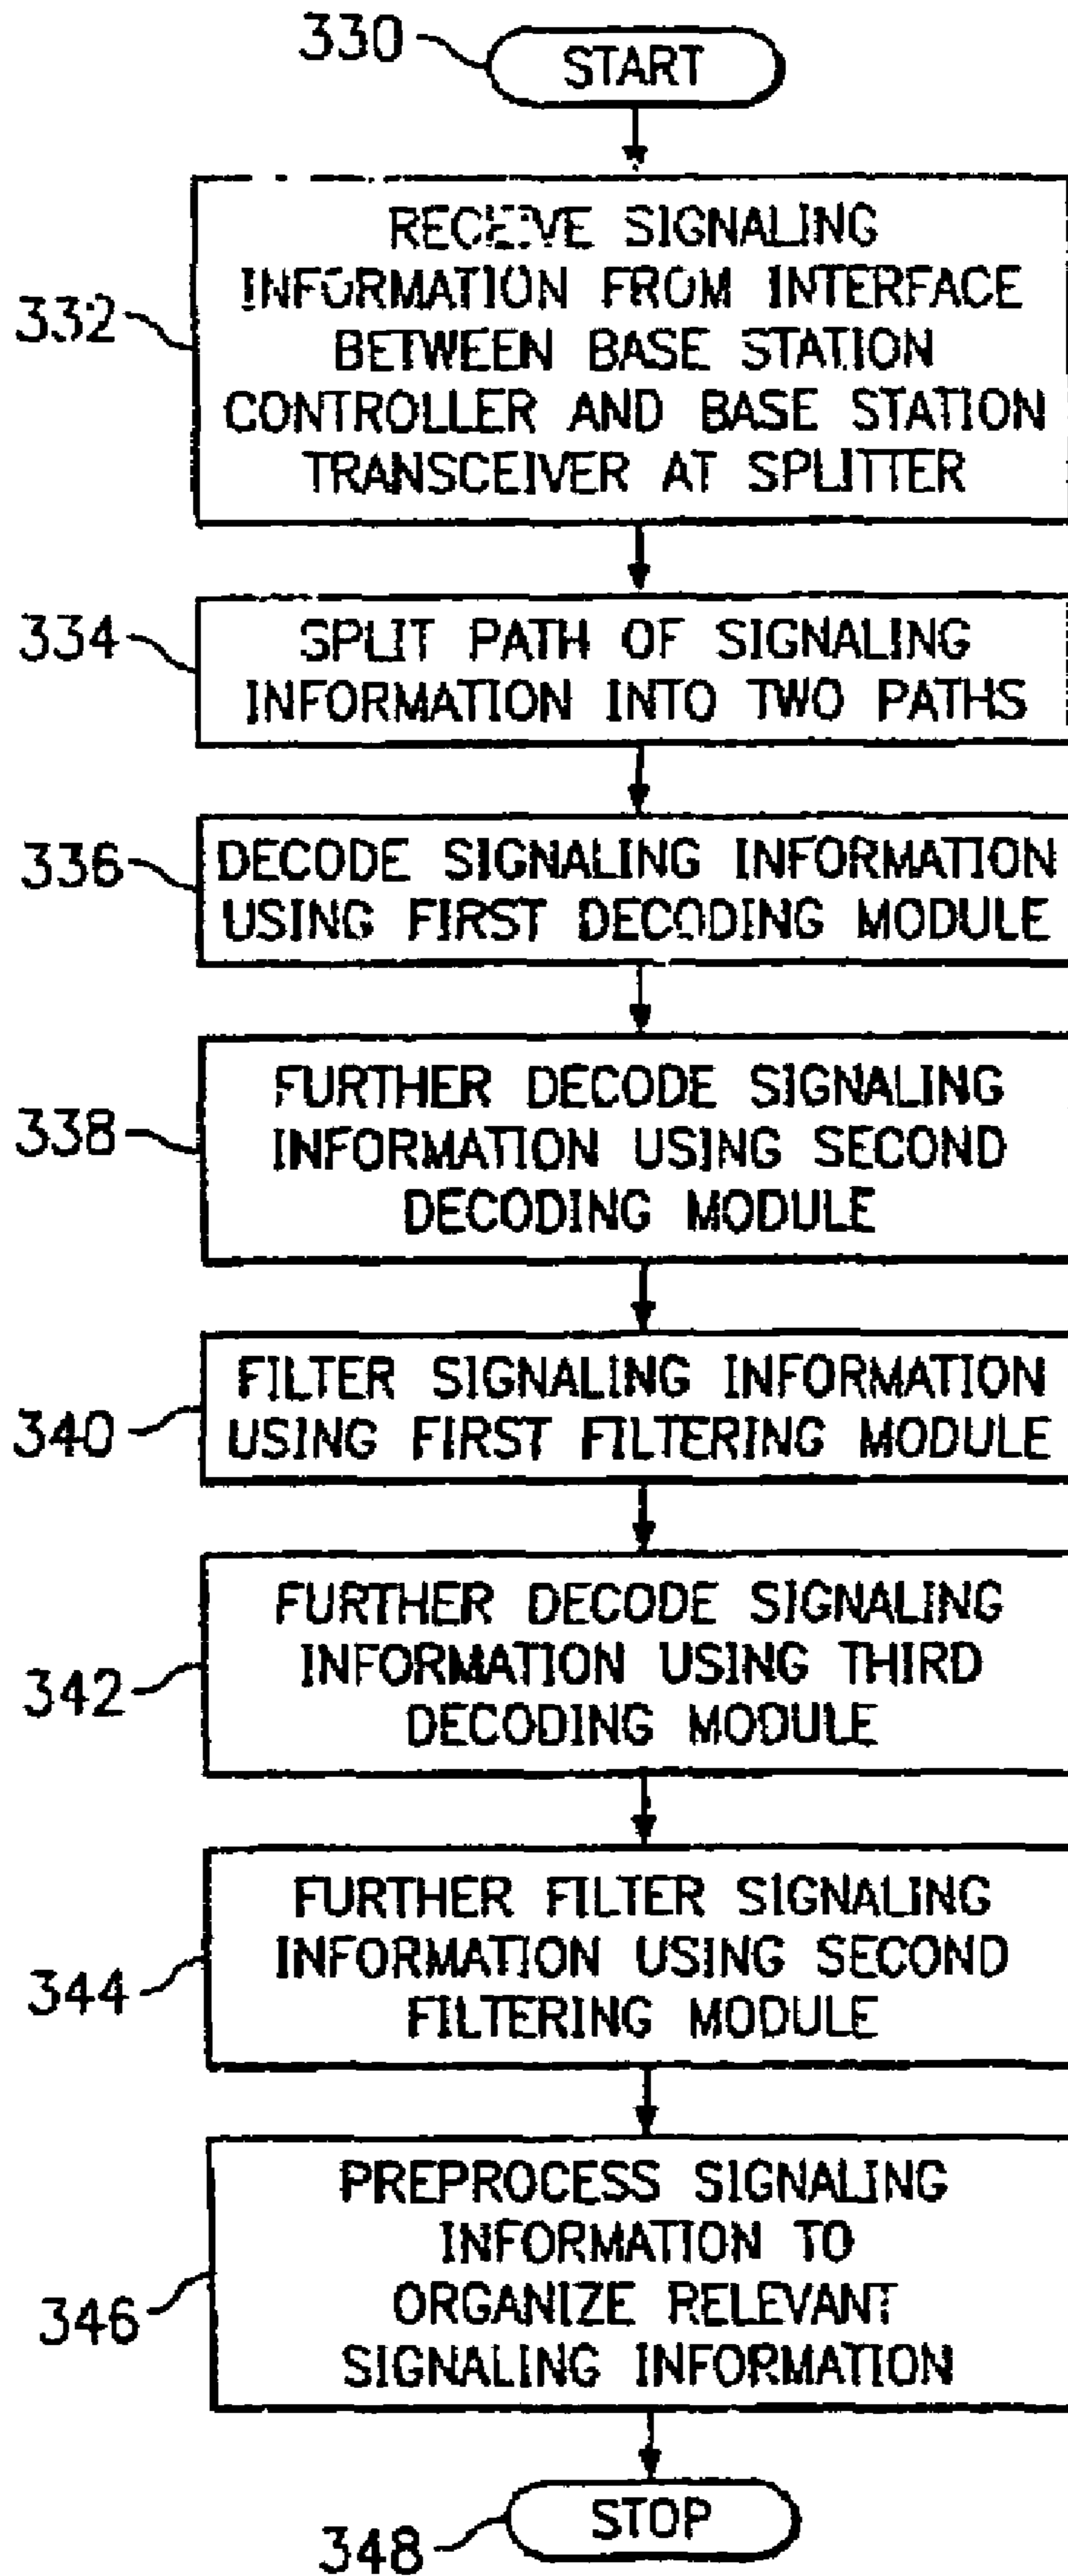 330
START
332
RECEIVE SIGNALING
INFORMATION FROM INTERFACE
BETWEEN BASE STATION
CONTROLLER AND BASE STATION
TRANSCEIVER AT SPLITTER
334
SPLIT PATH OF SIGNALING
INFORMATION INTO TWO PATHS
336
DECODE SIGNALING INFORMATION
USING FIRST DECODING MODULE
338
FURTHER DECODE SIGNALING
INFORMATION USING SECOND
DECODING MODULE
340
FILTER SIGNALING INFORMATION
USING FIRST FILTERING MODULE
342
FURTHER DECODE SIGNALING
INFORMATION USING THIRD
DECODING MODULE
344
FURTHER FILTER SIGNALING
INFORMATION USING SECOND
FILTERING MODULE
346
PREPROCESS SIGNALING
INFORMATION TO
ORGANIZE RELEVANT
SIGNALING INFORMATION
348
STOP